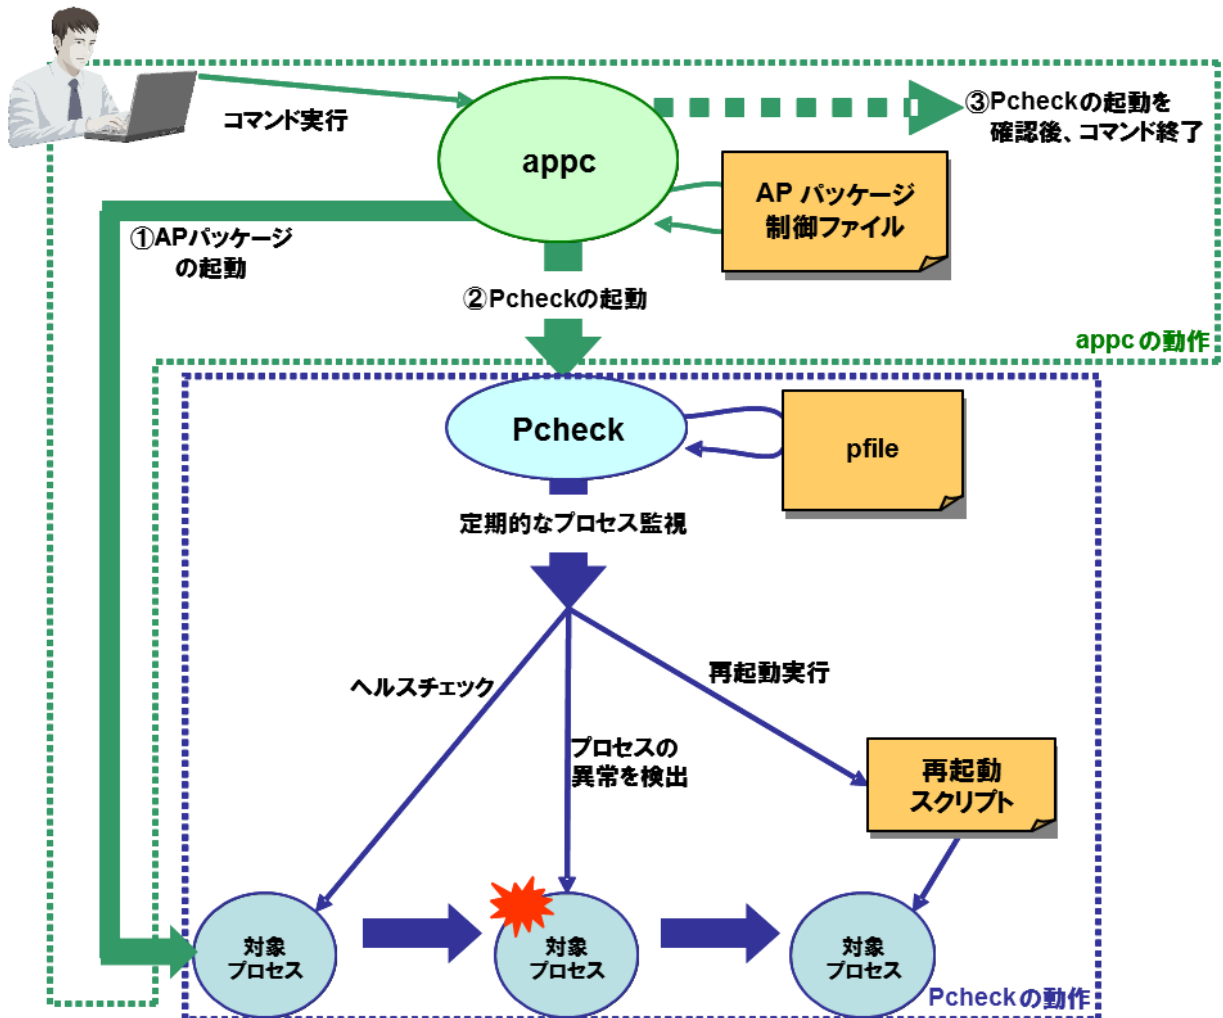 コマンド実行
appc
③Pcheckの起動を
確認後、コマンド終了
AP パッケージ
制御ファイル
①APパッケージ
の起動
②Pcheckの起動
appc の動作
Pcheck
pfile
定期的なプロセス監視
ヘルスチェック
再起動実行
プロセスの
異常を検出
再起動
スクリプト
対象
プロセス
対象
プロセス
対象
プロセス
Pcheckの動作